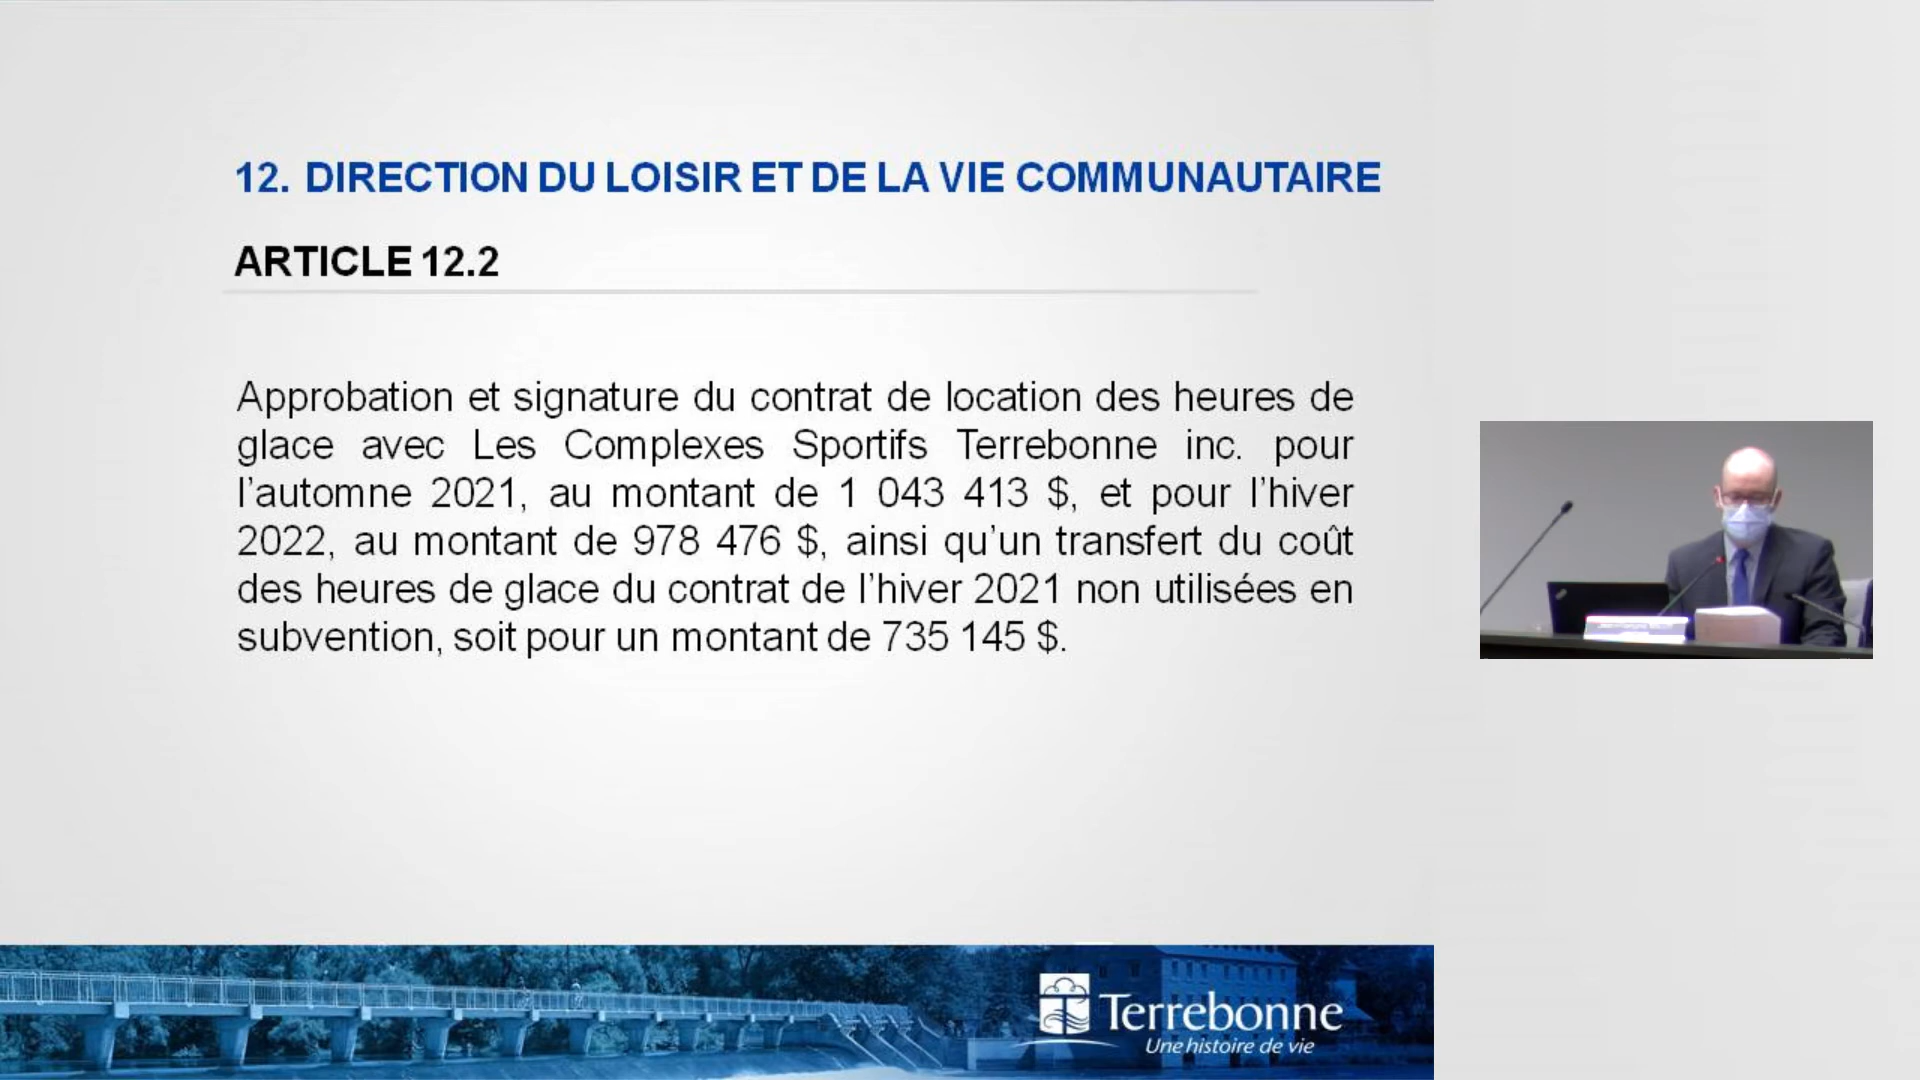 12. DIRECTION DU LOISIR ET DE LA VIE COMMUNAUTAIRE
ARTICLE 12.2
Approbation et signature du contrat de location des heures de
glace avec Les Complexes Sportifs Terrebonne inc. pour
l’automne 2021, au montant de 1 043 413 $, et pour l’hiver
2022, au montant de 978 476 $, ainsi qu’un transfert du coût
des heures de glace du contrat de l’hiver 2021 non utilisées en
subvention, soit pour un montant de 735 145 $.
Terrebonne
Une histoire de vie